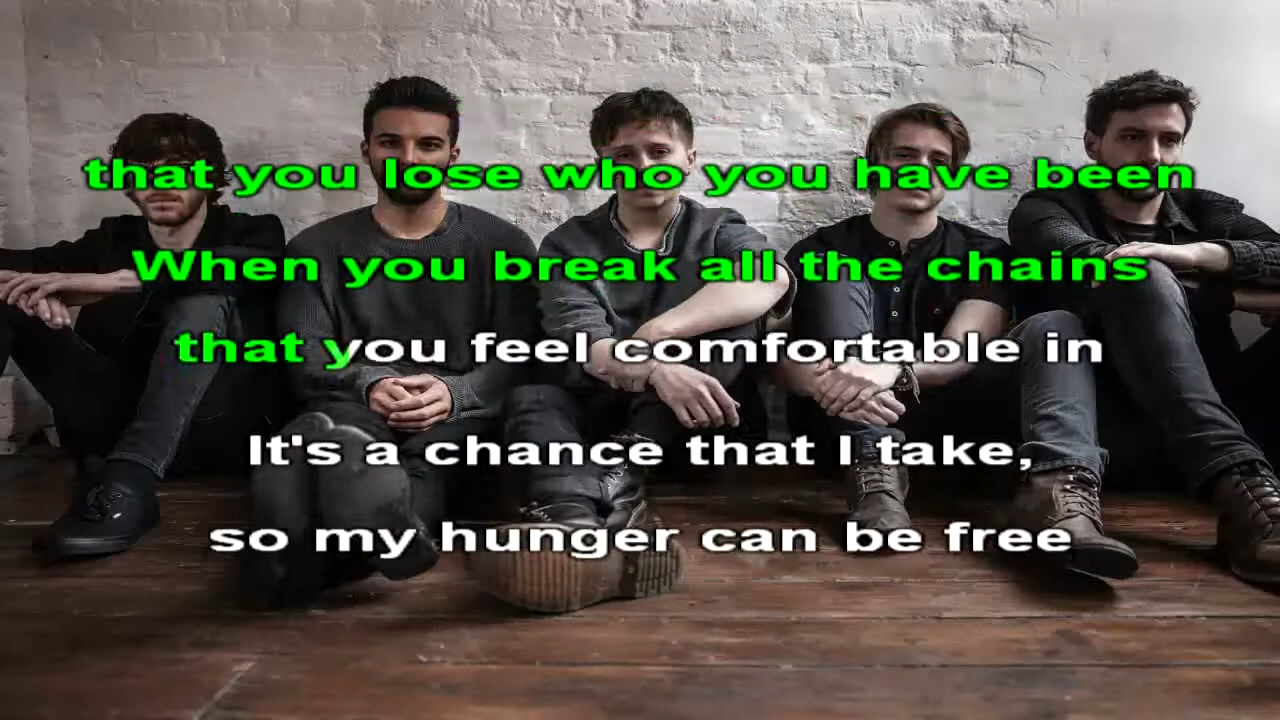 that you lose who you have been
When you break all the chains
that you feel comfortable in
It's a chance that I take,
so my hunger can be free